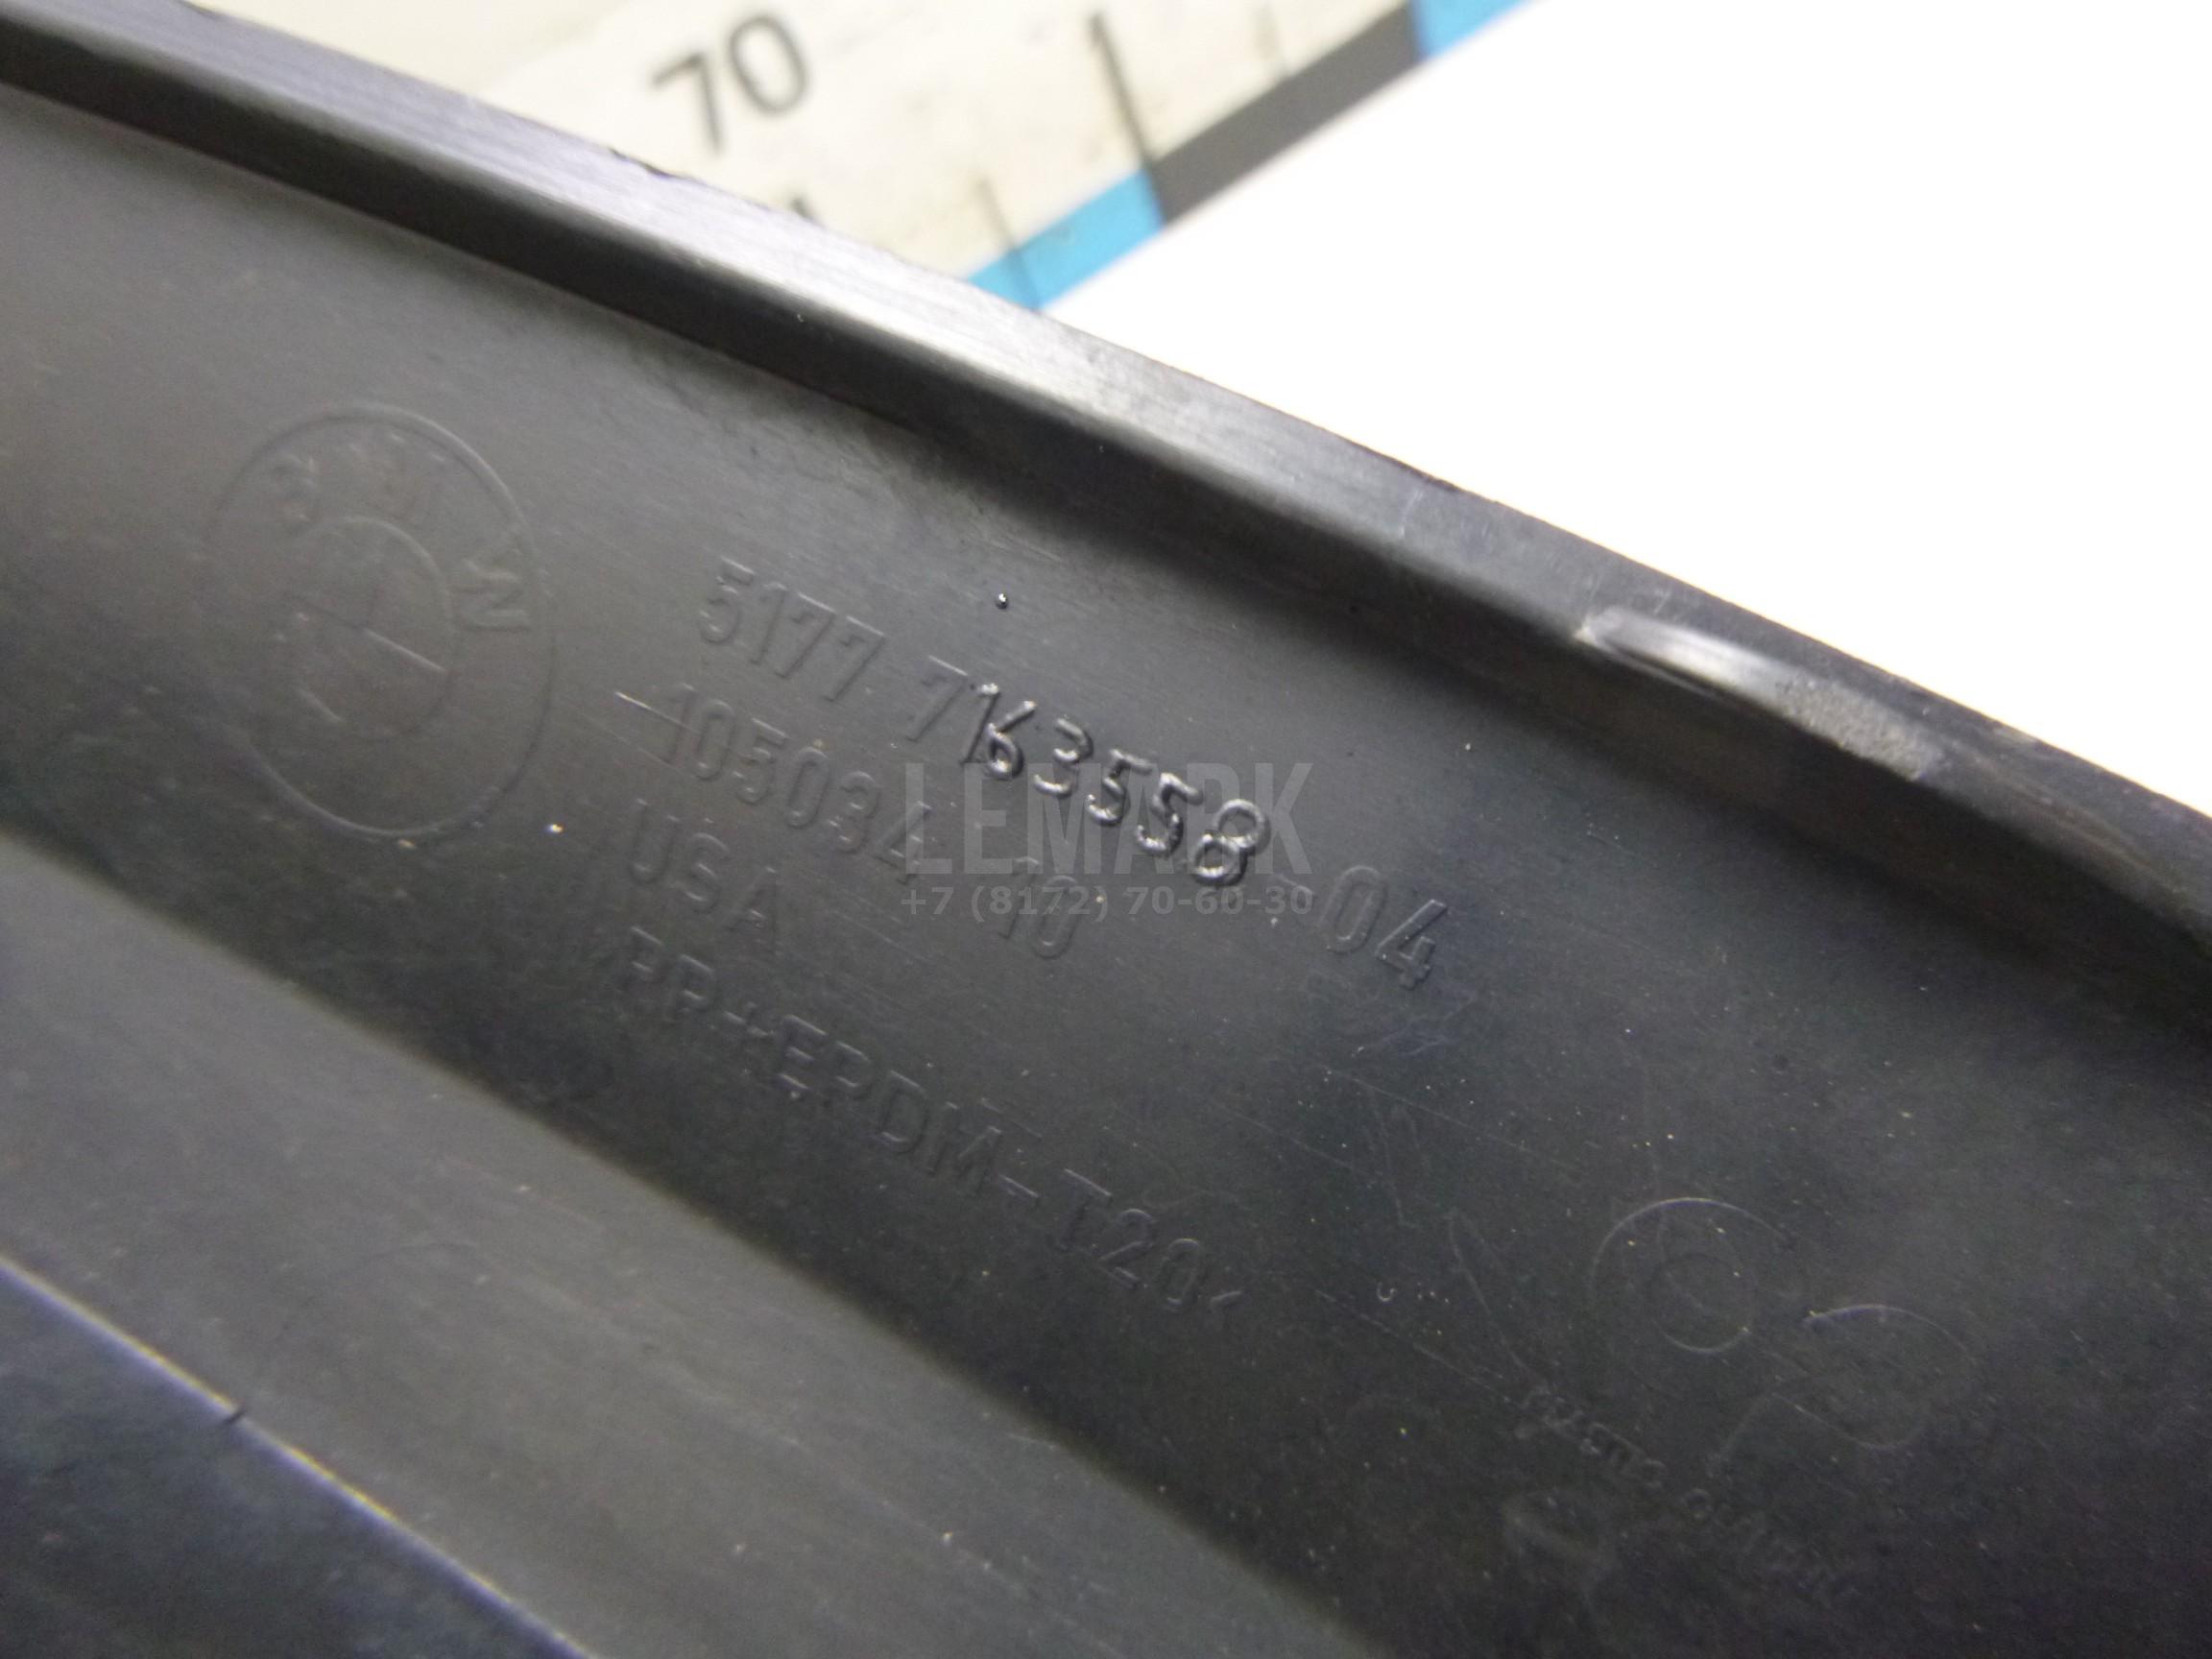 70
BMW
5177 7163558-04
105034 10
USA
PP+EPDM-T20<
LEMARK
+7 (8172) 70-60-30